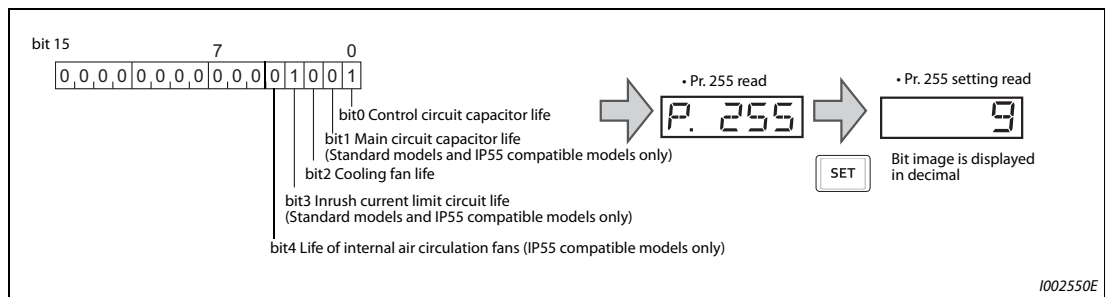 bit 15
7
0
0 0 0 0 0 0 0 0 0 0 0 0 1 0 0 1
bit0 Control circuit capacitor life
bit1 Main circuit capacitor life
(Standard models and IP55 compatible models only)
bit2 Cooling fan life
bit3 Inrush current limit circuit life
(Standard models and IP55 compatible models only)
bit4 Life of internal air circulation fans (IP55 compatible models only)
• Pr. 255 read
P. 255
SET
• Pr. 255 setting read
9
Bit image is displayed
in decimal
I002550E